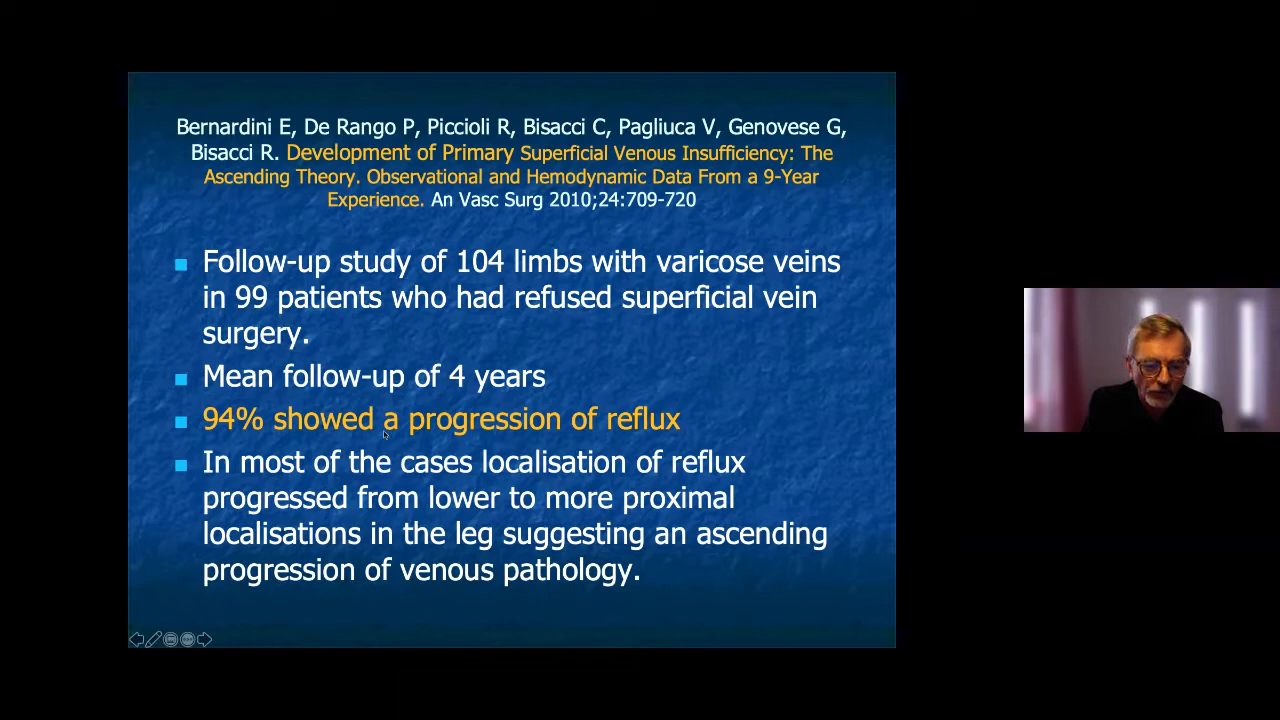 Bernardini E, De Rango P, Piccioli R, Bisacci C, Pagliuca V, Genovese G,
Bisacci R. Development of Primary Superficial Venous Insufficiency: The
Ascending Theory. Observational and Hemodynamic Data From a 9-Year
Experience. An Vasc Surg 2010;24:709-720
Follow-up study of 104 limbs with varicose veins
in 99 patients who had refused superficial vein
surgery.
Mean follow-up of 4 years
94% showed a progression of reflux
In most of the cases localisation of reflux
progressed from lower to more proximal
localisations in the leg suggesting an ascending
progression of venous pathology.